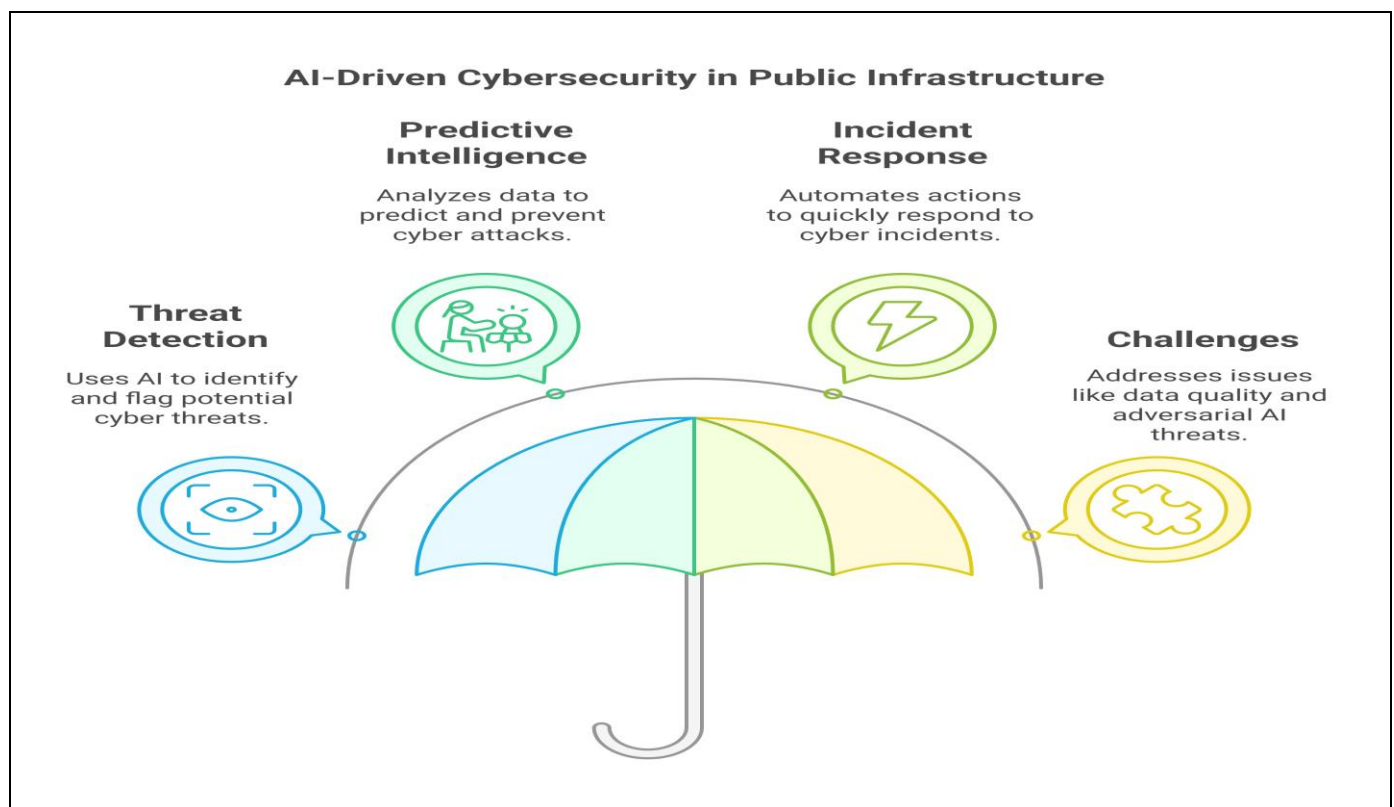 AI-Driven Cybersecurity in Public Infrastructure
Predictive
Intelligence
Analyzes data to
predict and prevent
cyber attacks.
Incident
Response
Automates actions
to quickly respond to
cyber incidents.
Threat
Detection
Uses AI to identify
and flag potential
cyber threats.
Challenges
Addresses issues
like data quality and
adversarial AI
threats.